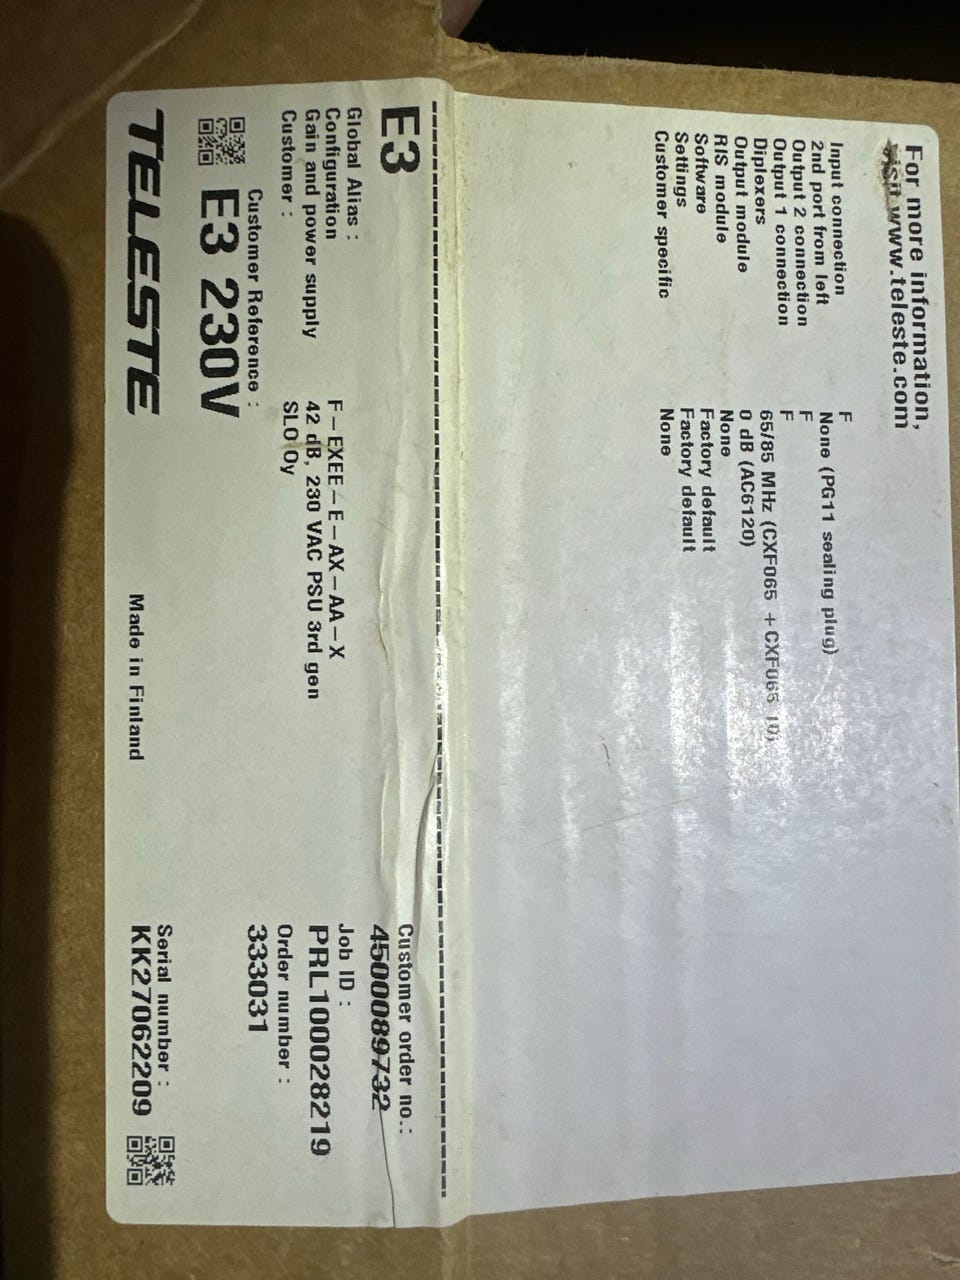 For more information,
visit www.teleste.com
Input connection F
2nd port from left None (PG11 sealing plug)
Output 2 connection F
Output 1 connection F
Diplexers 65/85 MHz (CXF065 + CXF065 10)
Output module 0 dB (AC6120)
RIS module None
Software Factory default
Settings Factory default
Customer specific None
E3
Customer order no.:
4500089732
Global Alias :
Configuration F-EXEE-E-AX-AA-X
Gain and power supply 42 dB, 230 VAC PSU 3rd gen
Customer : SLO Oy
Job ID :
PRL100028219
Order number :
333031
Customer Reference :
E3 230V
TELESTE
Made in Finland
Serial number :
KK27062209